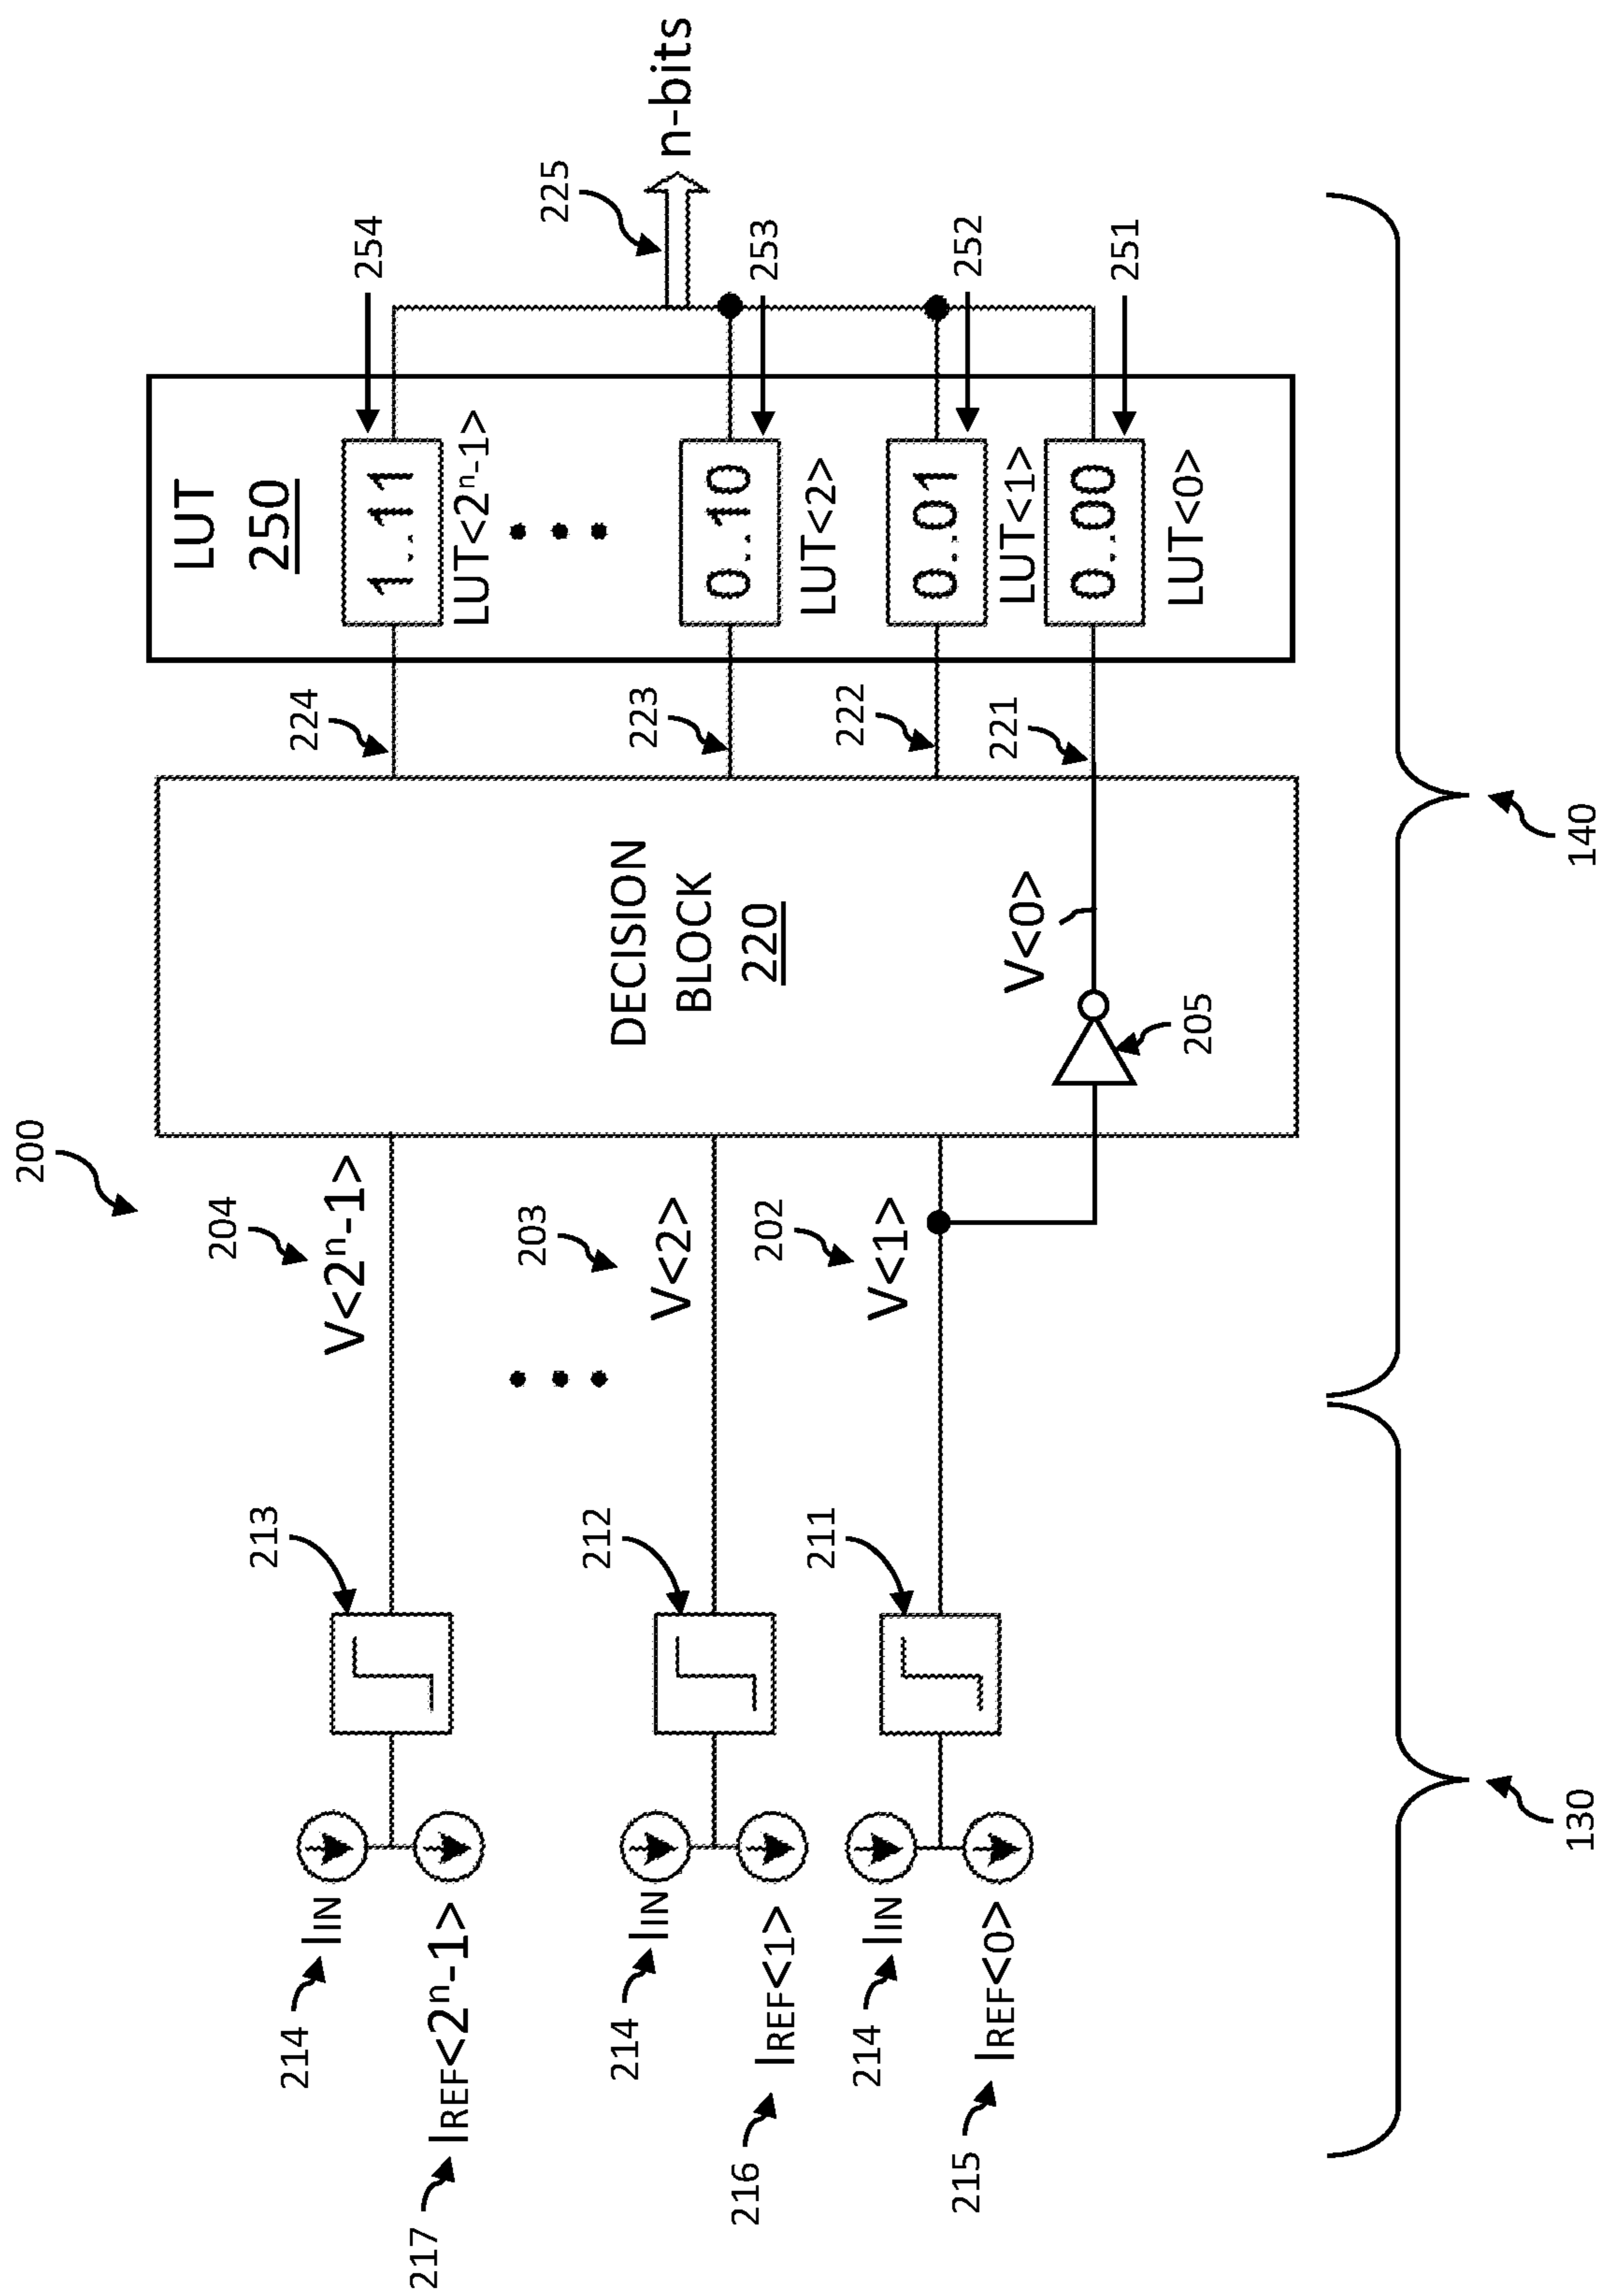 200
204
V<2ⁿ-1>
203
V<2>
202
V<1>
213
212
211
214
IIN
217
IREF<2ⁿ-1>
214
IIN
216
IREF<1>
214
IIN
215
IREF<0>
DECISION
BLOCK
220
V<0>
205
224
223
222
221
LUT
250
1..11
LUT<2ⁿ-1>
0..10
LUT<2>
0..01
LUT<1>
0..00
LUT<0>
254
253
252
251
225
n-bits
130
140